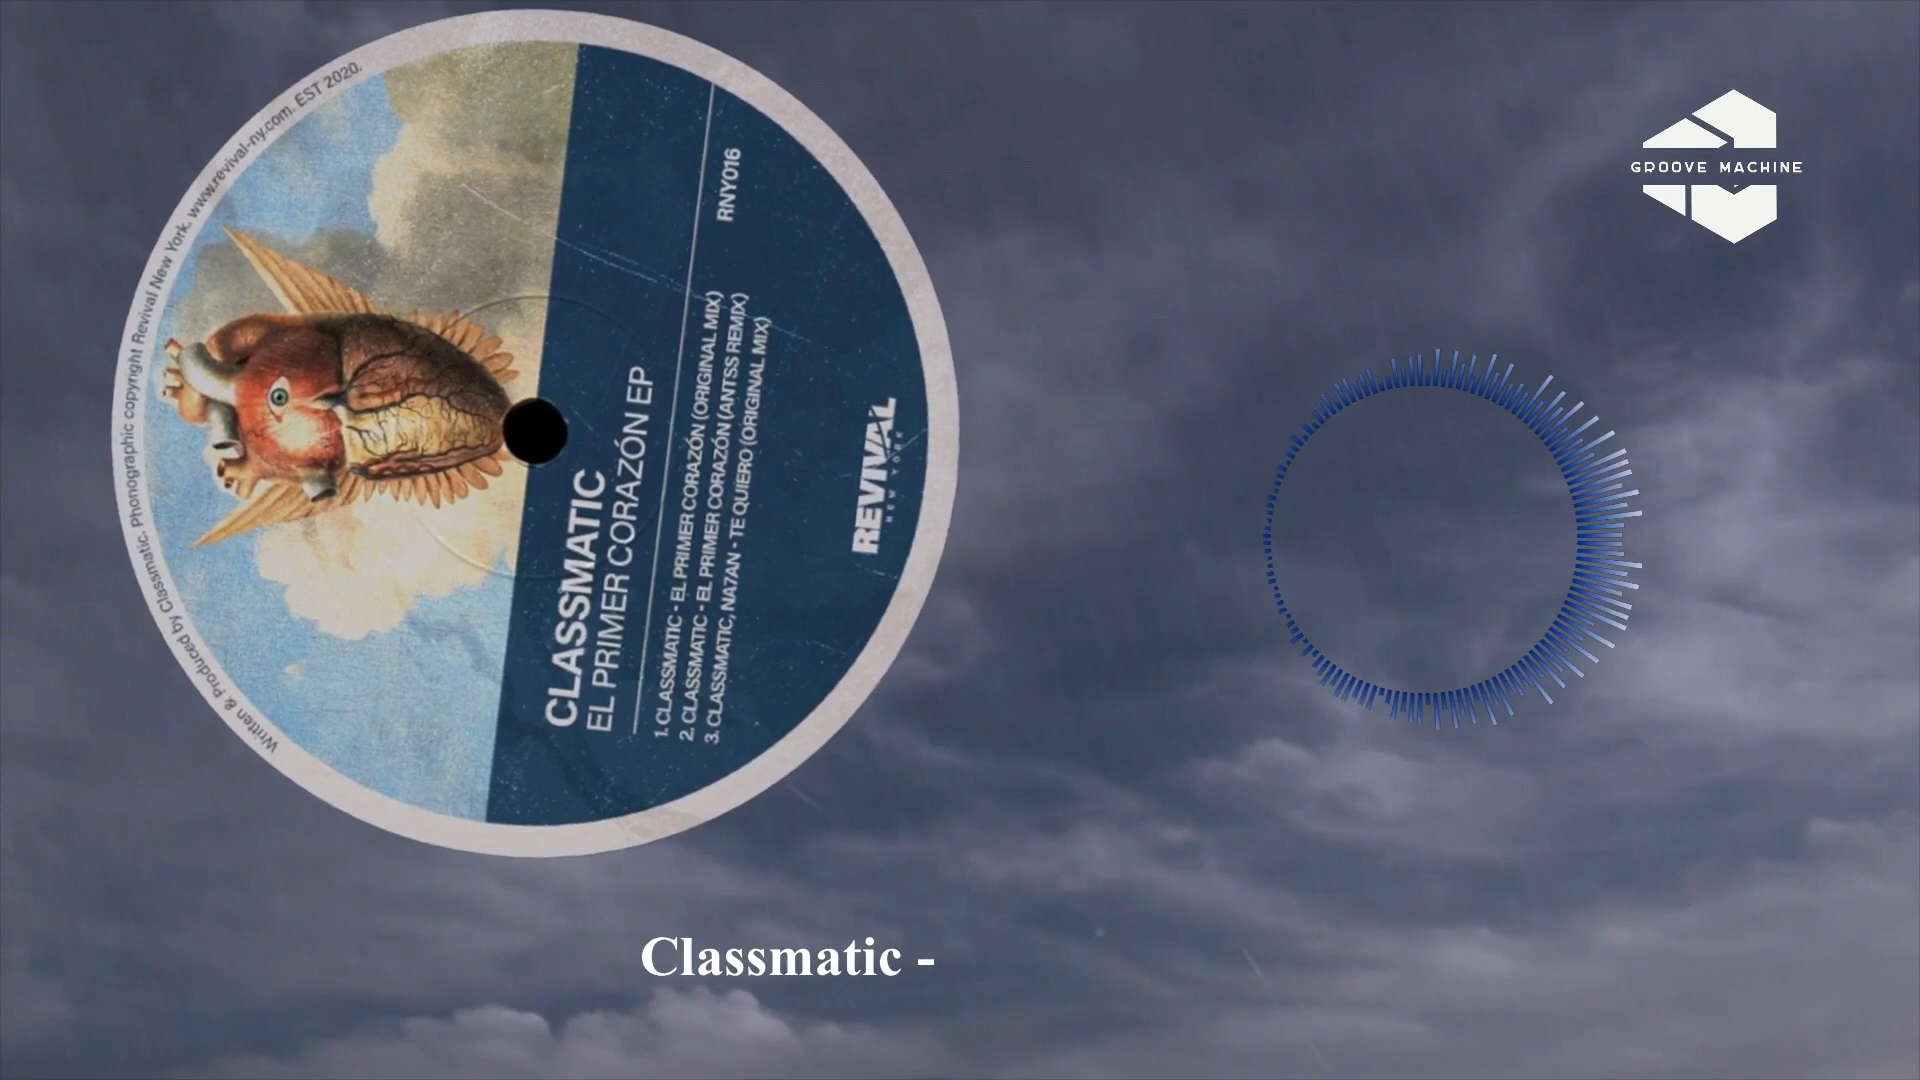 Written & Produced by Classmatic. Phonographic copyright Revival New York, www.revival-ny.com. EST 2020.
CLASSMATIC
EL PRIMER CORAZÓN EP
1. CLASSMATIC - EL PRIMER CORAZÓN (ORIGINAL MIX)
2. CLASSMATIC - EL PRIMER CORAZÓN (ANTSS REMIX)
3. CLASSMATIC, NA7AN - TE QUIERO (ORIGINAL MIX)
RNY016
REVIVAL
NEW YORK
GROOVE MACHINE
Classmatic -